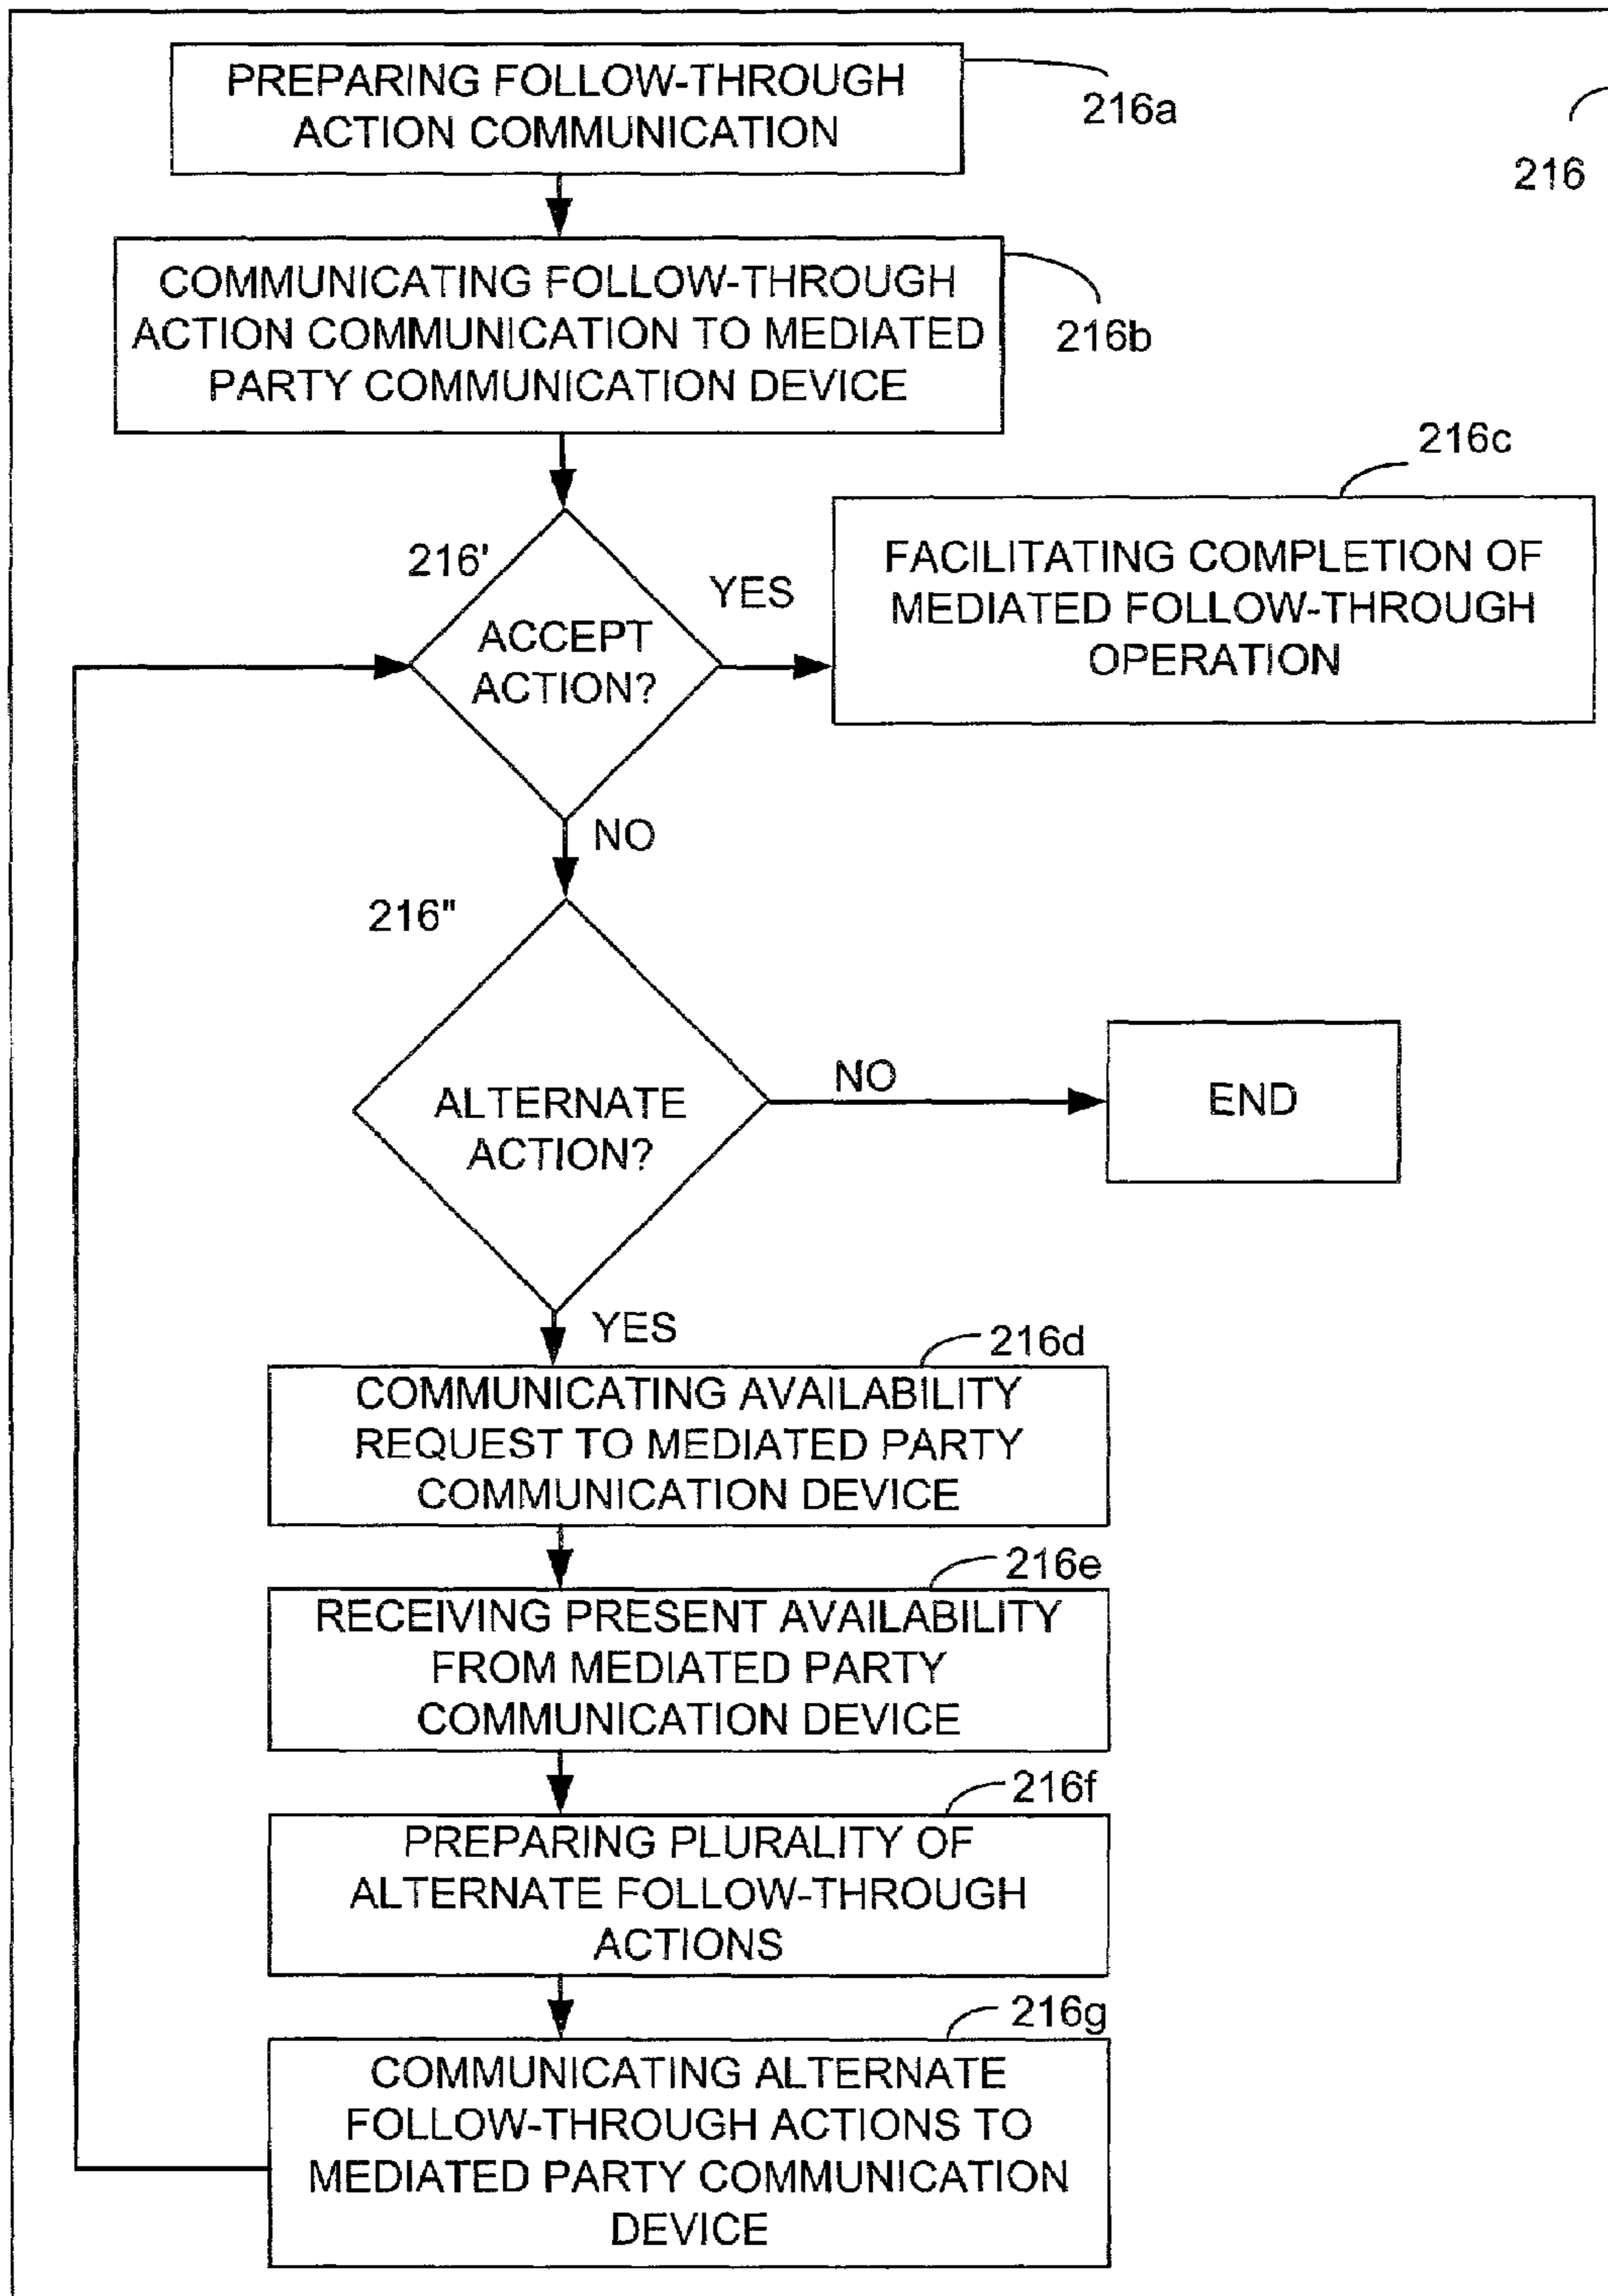 PREPARING FOLLOW-THROUGH
ACTION COMMUNICATION
216a
216
COMMUNICATING FOLLOW-THROUGH
ACTION COMMUNICATION TO MEDIATED
PARTY COMMUNICATION DEVICE
216b
216c
FACILITATING COMPLETION OF
MEDIATED FOLLOW-THROUGH
OPERATION
216'
YES
ACCEPT
ACTION?
NO
216"
ALTERNATE
ACTION?
NO
END
YES
216d
COMMUNICATING AVAILABILITY
REQUEST TO MEDIATED PARTY
COMMUNICATION DEVICE
216e
RECEIVING PRESENT AVAILABILITY
FROM MEDIATED PARTY
COMMUNICATION DEVICE
216f
PREPARING PLURALITY OF
ALTERNATE FOLLOW-THROUGH
ACTIONS
216g
COMMUNICATING ALTERNATE
FOLLOW-THROUGH ACTIONS TO
MEDIATED PARTY COMMUNICATION
DEVICE